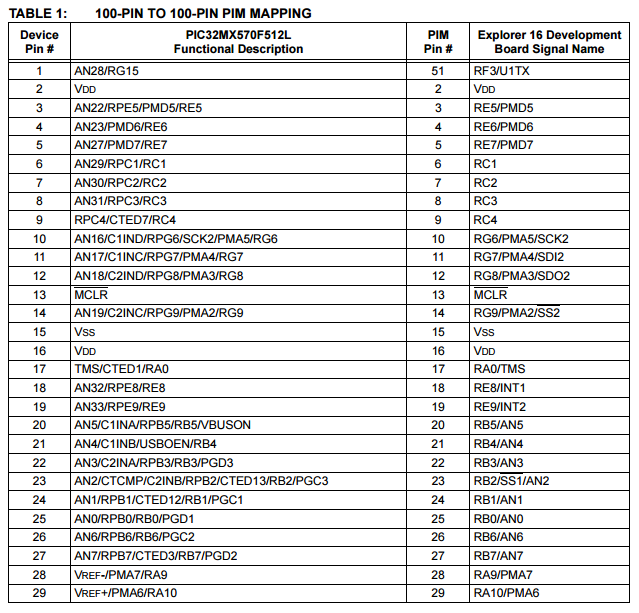 TABLE 1: 100-PIN TO 100-PIN PIM MAPPING
Device Pin # PIC32MX570F512L Functional Description PIM Pin # Explorer 16 Development Board Signal Name
1 AN28/RG15 51 RF3/U1TX
2 VDD 2 VDD
3 AN22/RPE5/PMD5/RE5 3 RE5/PMD5
4 AN23/PMD6/RE6 4 RE6/PMD6
5 AN27/PMD7/RE7 5 RE7/PMD7
6 AN29/RPC1/RC1 6 RC1
7 AN30/RPC2/RC2 7 RC2
8 AN31/RPC3/RC3 8 RC3
9 RPC4/CTED7/RC4 9 RC4
10 AN16/C1IND/RPG6/SCK2/PMA5/RG6 10 RG6/PMA5/SCK2
11 AN17/C1INC/RPG7/PMA4/RG7 11 RG7/PMA4/SDI2
12 AN18/C2IND/RPG8/PMA3/RG8 12 RG8/PMA3/SDO2
13 MCLR 13 MCLR
14 AN19/C2INC/RPG9/PMA2/RG9 14 RG9/PMA2/SS2
15 VSS 15 VSS
16 VDD 16 VDD
17 TMS/CTED1/RA0 17 RA0/TMS
18 AN32/RPE8/RE8 18 RE8/INT1
19 AN33/RPE9/RE9 19 RE9/INT2
20 AN5/C1INA/RPB5/RB5/VBUSON 20 RB5/AN5
21 AN4/C1INB/USBOEN/RB4 21 RB4/AN4
22 AN3/C2INA/RPB3/RB3/PGD3 22 RB3/AN3
23 AN2/CTCMP/C2INB/RPB2/CTED13/RB2/PGC3 23 RB2/SS1/AN2
24 AN1/RPB1/CTED12/RB1/PGC1 24 RB1/AN1
25 AN0/RPB0/RB0/PGD1 25 RB0/AN0
26 AN6/RPB6/RB6/PGC2 26 RB6/AN6
27 AN7/RPB7/CTED3/RB7/PGD2 27 RB7/AN7
28 VREF-/PMA7/RA9 28 RA9/PMA7
29 VREF+/PMA6/RA10 29 RA10/PMA6